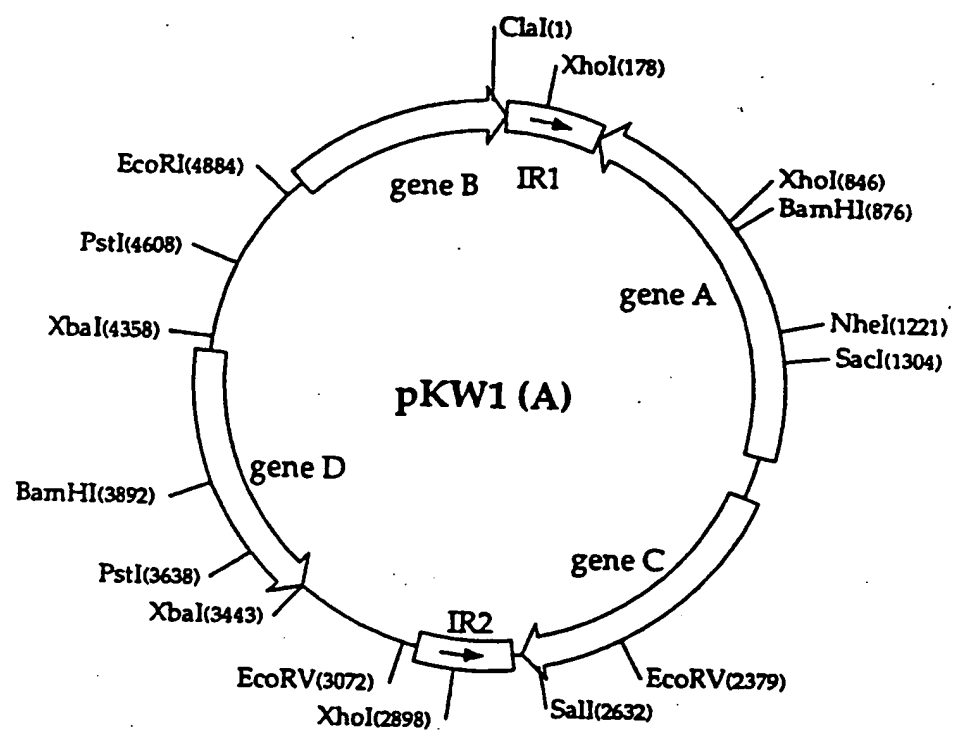 ClaI(1)
XhoI(178)
EcoRI(4884)
gene B
IR1
XhoI(846)
BamHI(876)
PstI(4608)
gene A
XbaI(4358)
NheI(1221)
SacI(1304)
pKW1 (A)
gene D
BamHI(3892)
gene C
PstI(3638)
XbaI(3443)
IR2
EcoRV(3072)
EcoRV(2379)
XhoI(2898)
SalI(2632)